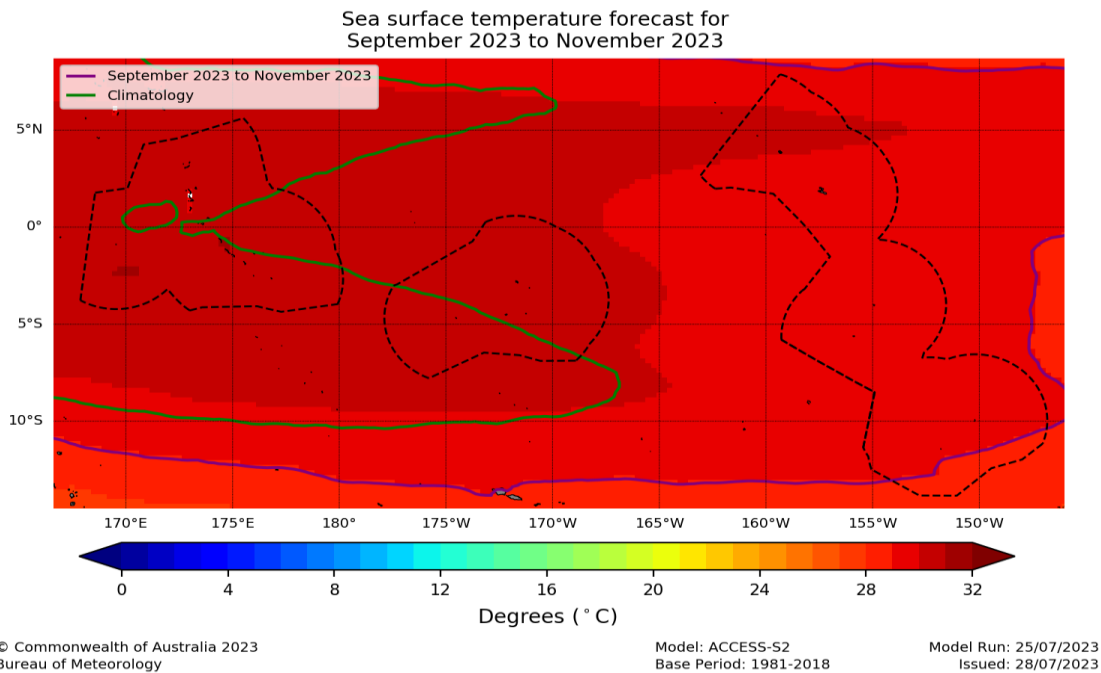 Sea surface temperature forecast for
September 2023 to November 2023
September 2023 to November 2023
Climatology
5°N
0°
5°S
10°S
170°E 175°E 180° 175°W 170°W 165°W 160°W 155°W 150°W
0 4 8 12 16 20 24 28 32
Degrees (°C)
© Commonwealth of Australia 2023 Model: ACCESS-S2 Model Run: 25/07/2023
Bureau of Meteorology Base Period: 1981-2018 Issued: 28/07/2023